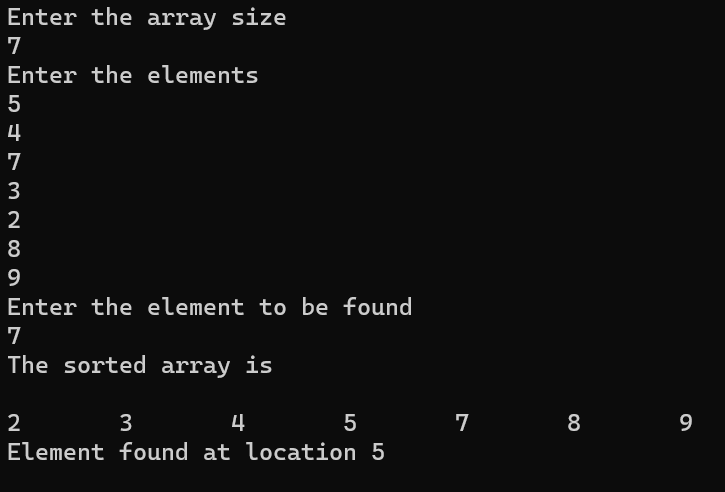 Enter the array size
7
Enter the elements
5
4
7
3
2
8
9
Enter the element to be found
7
The sorted array is

2       3       4       5       7       8       9
Element found at location 5